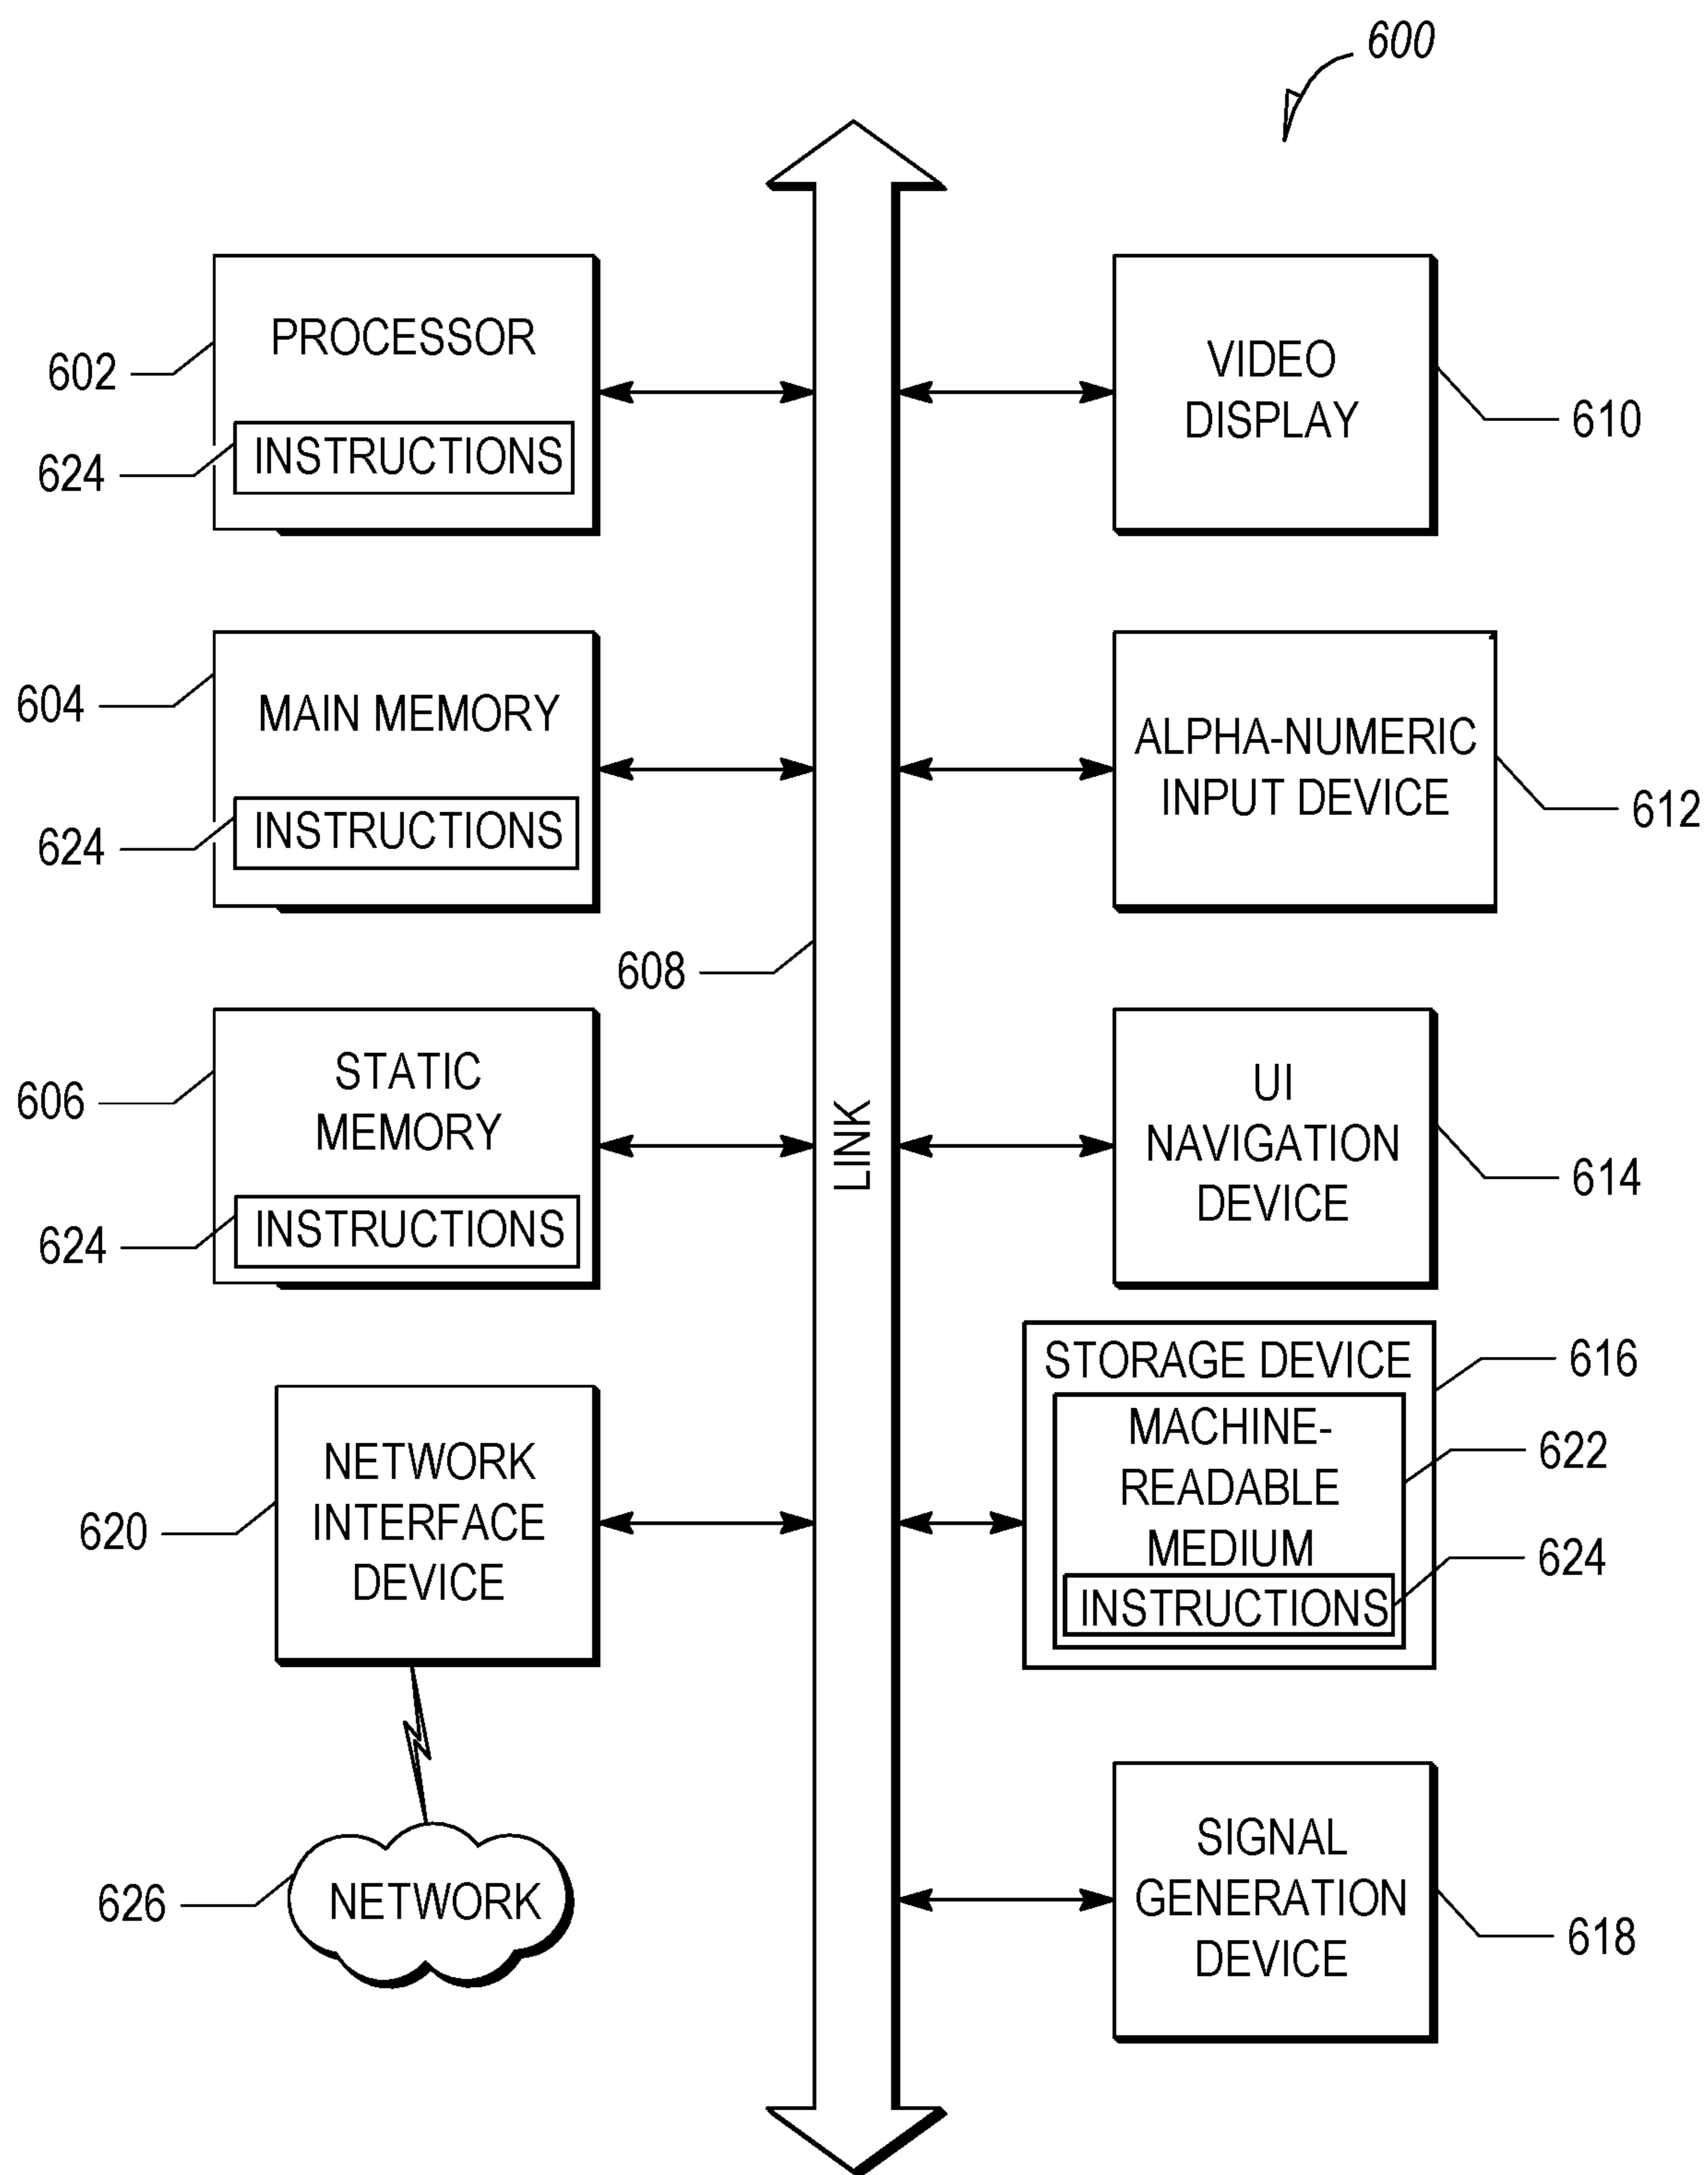 600
PROCESSOR
602
INSTRUCTIONS
624
MAIN MEMORY
604
INSTRUCTIONS
624
608
STATIC
MEMORY
606
INSTRUCTIONS
624
NETWORK
INTERFACE
DEVICE
620
NETWORK
626
LINK
VIDEO
DISPLAY
610
ALPHA-NUMERIC
INPUT DEVICE
612
UI
NAVIGATION
DEVICE
614
STORAGE DEVICE
616
MACHINE-
READABLE
MEDIUM
622
INSTRUCTIONS
624
SIGNAL
GENERATION
DEVICE
618